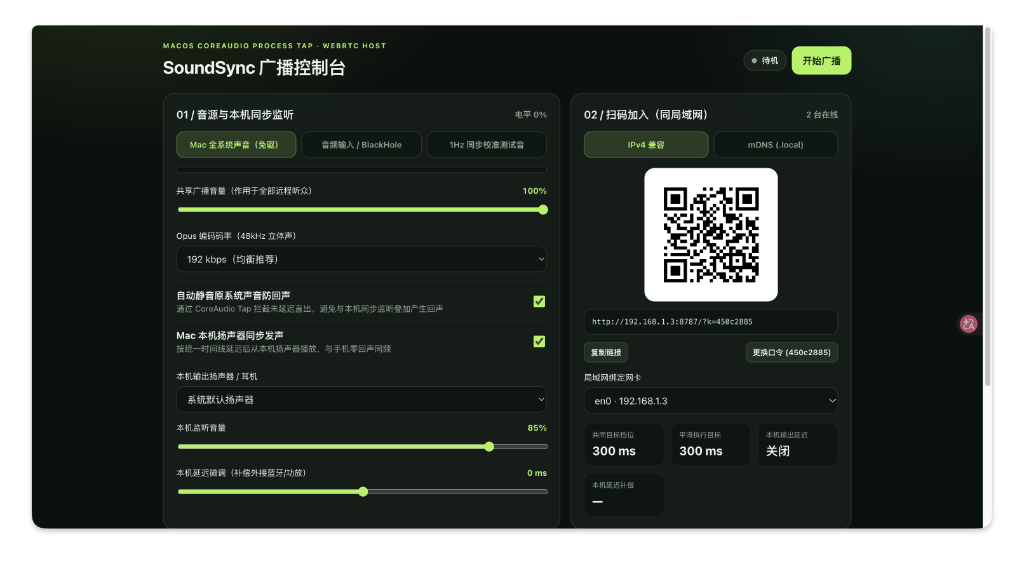 MACOS COREAUDIO PROCESS TAP · WEBRTC HOST
SoundSync 广播控制台
待机
开始广播
01 / 音源与本机同步监听
电平 0%
Mac 全系统声音（免驱）
音频输入 / BlackHole
1Hz 同步校准测试音
共享广播音量（作用于全部远程听众）
100%
Opus 编码码率（48kHz 立体声）
192 kbps（均衡推荐）
自动静音原系统声音防回声
通过 CoreAudio Tap 拦截未延迟直出，避免与本机同步监听叠加产生回声
Mac 本机扬声器同步发声
按统一时间线延迟后从本机扬声器播放，与手机零回声同频
本机输出扬声器 / 耳机
系统默认扬声器
本机监听音量
85%
本机延迟微调（补偿外接蓝牙/功放）
0 ms
02 / 扫码加入（同局域网）
2 台在线
IPv4 兼容
mDNS (.local)
http://192.168.1.3:8787/?k=450c2885
复制链接
更换口令 (450c2885)
局域网绑定网卡
en0 · 192.168.1.3
共同目标档位
300 ms
平滑执行目标
300 ms
本机输出延迟
关闭
本机延迟补偿
—